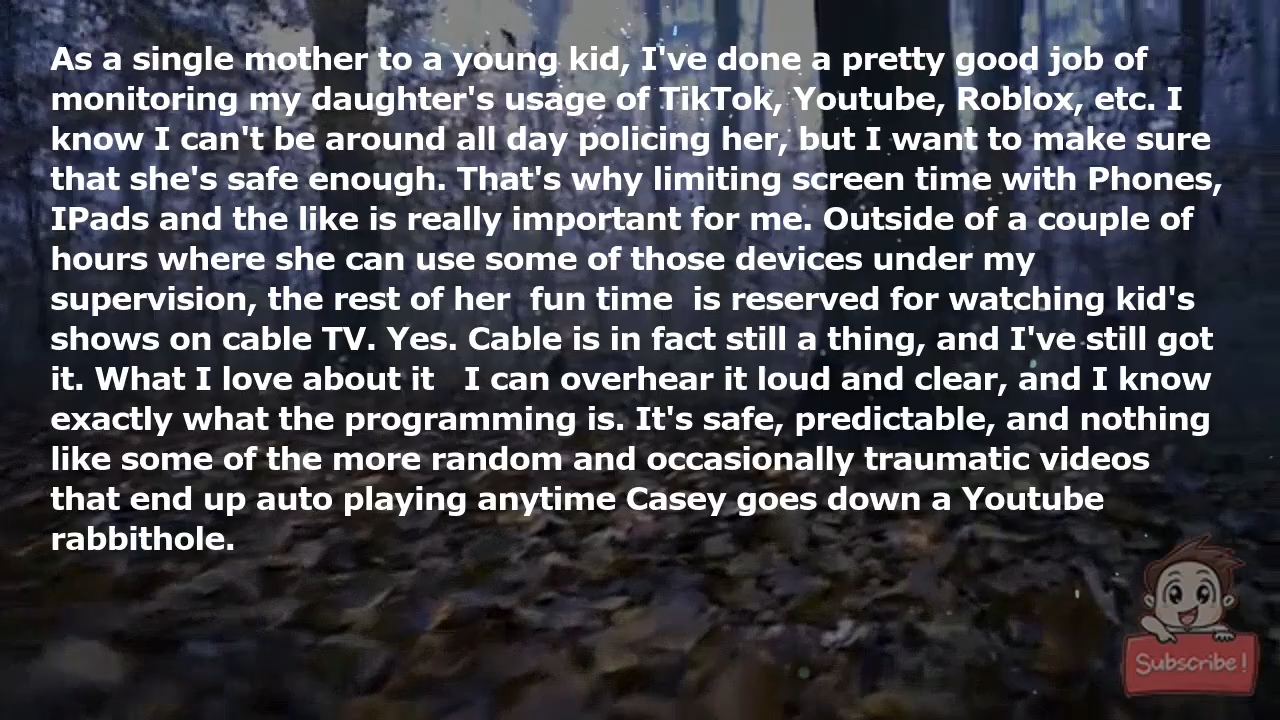 As a single mother to a young kid, I've done a pretty good job of
monitoring my daughter's usage of TikTok, Youtube, Roblox, etc. I
know I can't be around all day policing her, but I want to make sure
that she's safe enough. That's why limiting screen time with Phones,
IPads and the like is really important for me. Outside of a couple of
hours where she can use some of those devices under my
supervision, the rest of her  fun time  is reserved for watching kid's
shows on cable TV. Yes. Cable is in fact still a thing, and I've still got
it. What I love about it   I can overhear it loud and clear, and I know
exactly what the programming is. It's safe, predictable, and nothing
like some of the more random and occasionally traumatic videos
that end up auto playing anytime Casey goes down a Youtube
rabbithole.
Subscribe!